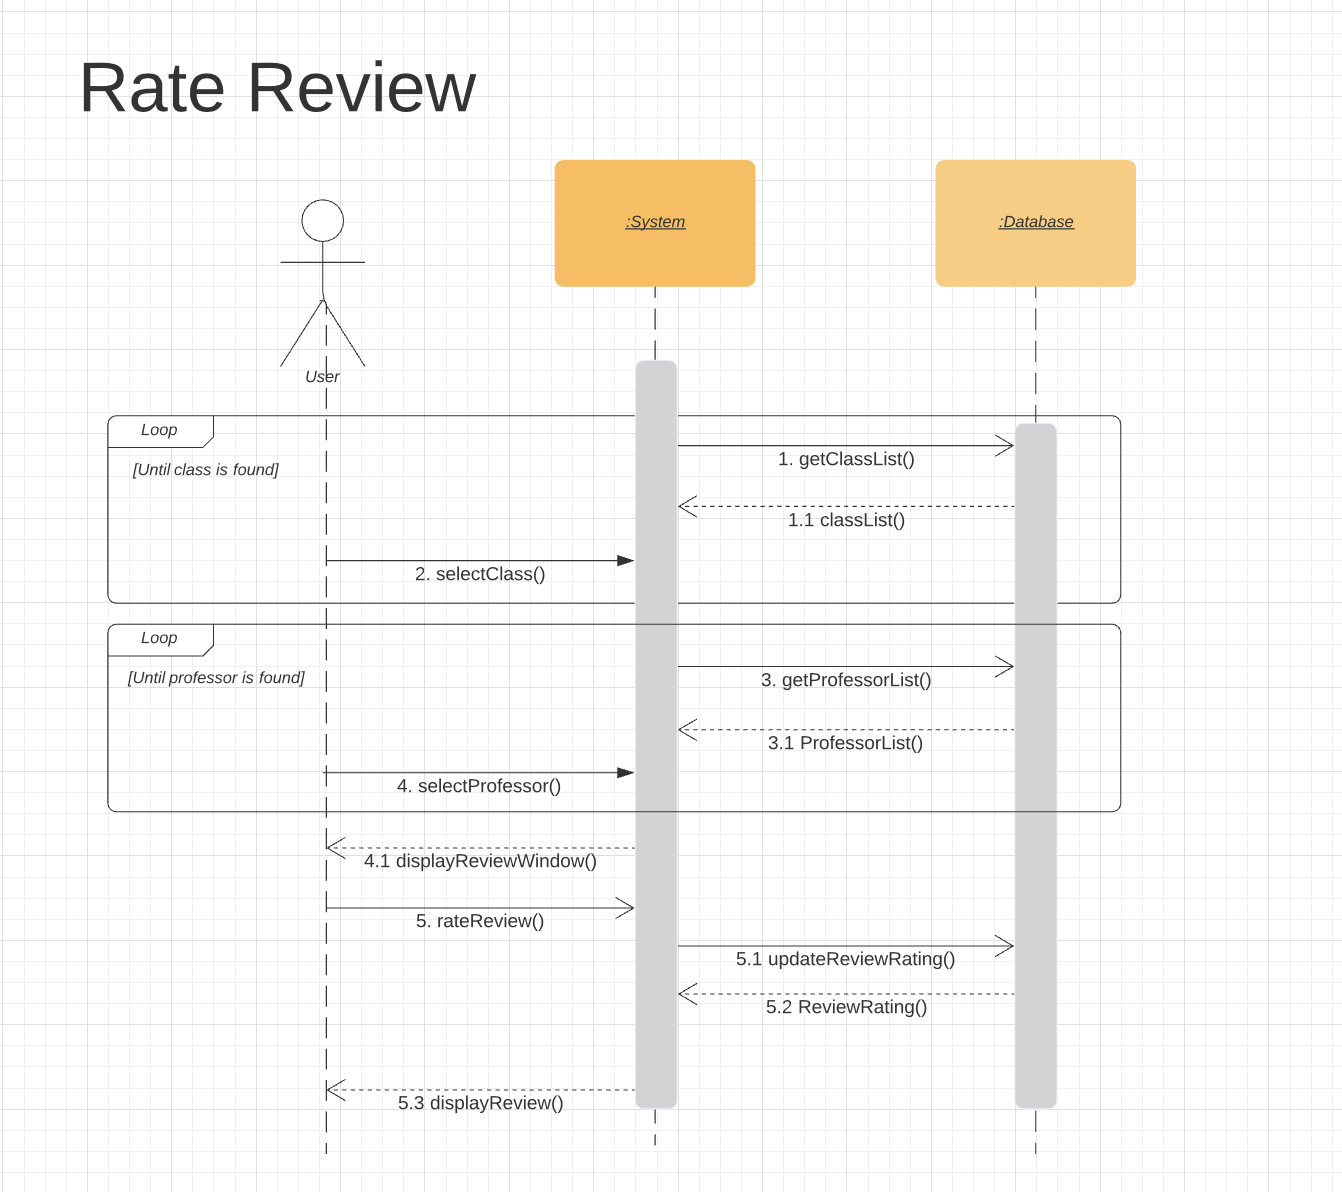 Rate Review
:System
:Database
User
Loop
[Until class is found]
1. getClassList()
1.1 classList()
2. selectClass()
Loop
[Until professor is found]
3. getProfessorList()
3.1 ProfessorList()
4. selectProfessor()
4.1 displayReviewWindow()
5. rateReview()
5.1 updateReviewRating()
5.2 ReviewRating()
5.3 displayReview()